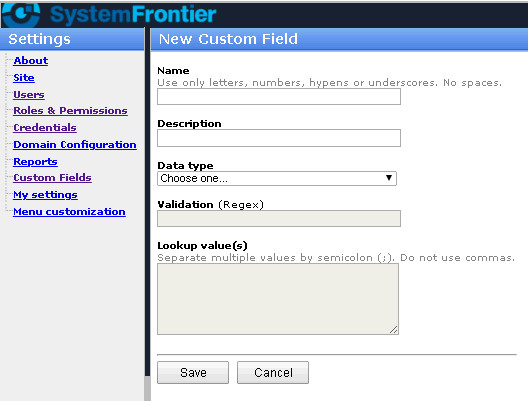 SystemFrontier
Settings
About
Site
Users
Roles & Permissions
Credentials
Domain Configuration
Reports
Custom Fields
My settings
Menu customization
New Custom Field
Name
Use only letters, numbers, hypens or underscores. No spaces.
Description
Data type
Choose one...
Validation (Regex)
Lookup value(s)
Separate multiple values by semicolon (;). Do not use commas.
Save Cancel